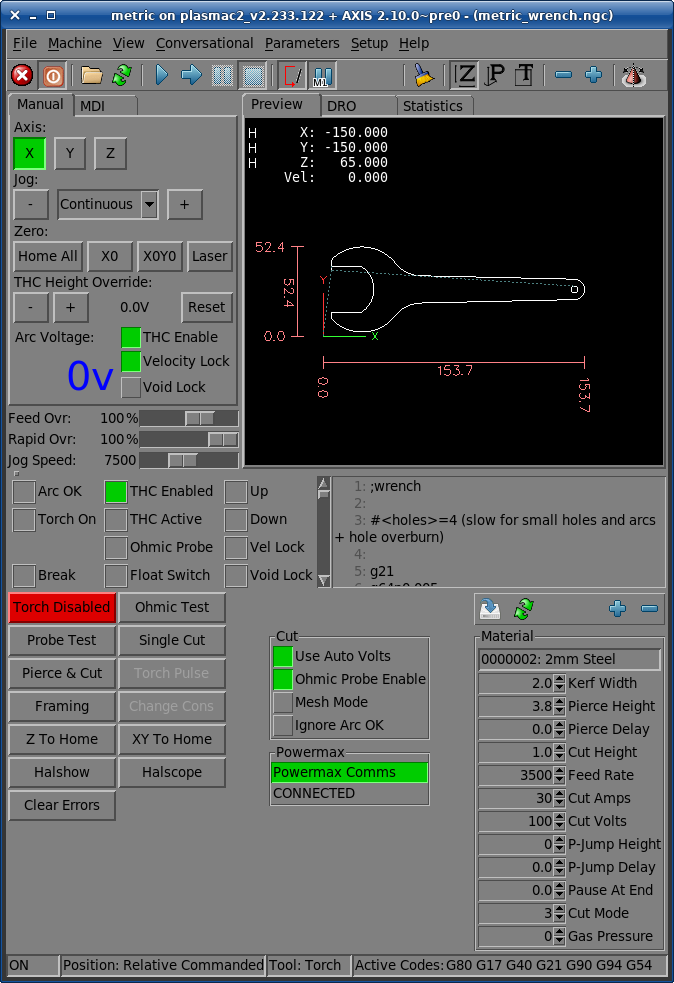 metric on plasmac2_v2.233.122 + AXIS 2.10.0~pre0 - (metric_wrench.ngc)
File Machine View Conversational Parameters Setup Help
M1 Z P T
Manual MDI
Axis:
X Y Z
Jog:
- Continuous +
Zero:
Home All X0 X0Y0 Laser
THC Height Override:
- + 0.0V Reset
Arc Voltage: THC Enable
0v Velocity Lock
Void Lock
Feed Ovr: 100%
Rapid Ovr: 100%
Jog Speed: 7500
Preview DRO Statistics
H X: -150.000
H Y: -150.000
H Z: 65.000
Vel: 0.000
52.4
52.4
Y
0.0
X
153.7
0.0
153.7
Arc OK THC Enabled Up
Torch On THC Active Down
Ohmic Probe Vel Lock
Break Float Switch Void Lock
1: ;wrench
2:
3: #<holes>=4 (slow for small holes and arcs
+ hole overburn)
4:
5: g21
6: g64p0.005
Torch Disabled Ohmic Test
Probe Test Single Cut
Pierce & Cut Torch Pulse
Framing Change Cons
Z To Home XY To Home
Halshow Halscope
Clear Errors
Cut
Use Auto Volts
Ohmic Probe Enable
Mesh Mode
Ignore Arc OK
Powermax
Powermax Comms
CONNECTED
Material
0000002: 2mm Steel
2.0 Kerf Width
3.8 Pierce Height
0.0 Pierce Delay
1.0 Cut Height
3500 Feed Rate
30 Cut Amps
100 Cut Volts
0 P-Jump Height
0.0 P-Jump Delay
0.0 Pause At End
3 Cut Mode
0 Gas Pressure
ON Position: Relative Commanded Tool: Torch Active Codes: G80 G17 G40 G21 G90 G94 G54